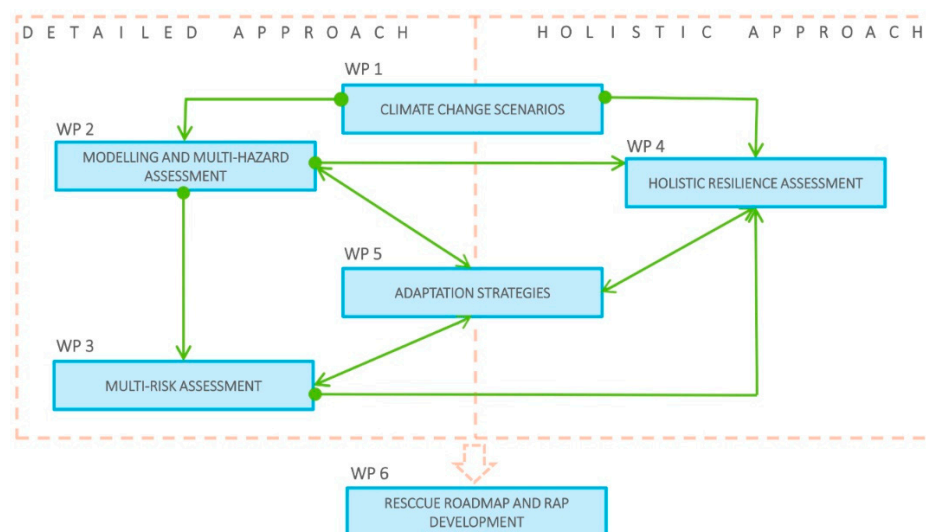 D E T A I L E D A P P R O A C H
H O L I S T I C A P P R O A C H
WP 1
CLIMATE CHANGE SCENARIOS
WP 2
MODELLING AND MULTI-HAZARD
ASSESSMENT
WP 4
HOLISTIC RESILIENCE ASSESSMENT
WP 5
ADAPTATION STRATEGIES
WP 3
MULTI-RISK ASSESSMENT
WP 6
RESCCUE ROADMAP AND RAP
DEVELOPMENT